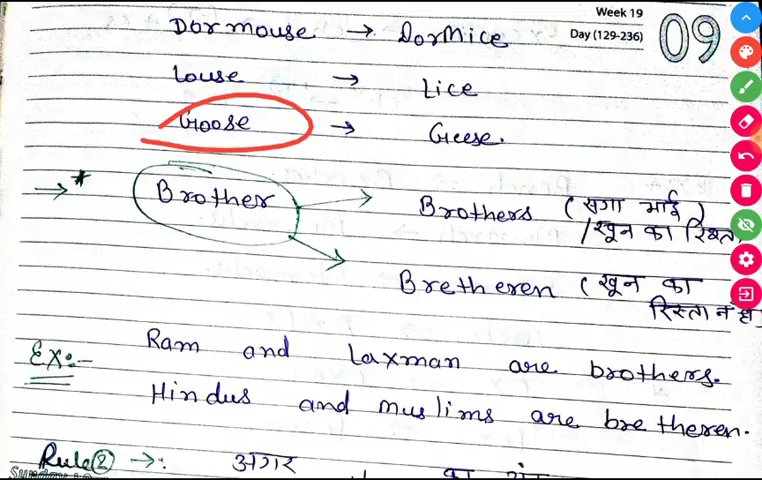 Week 19
Day (129-236)
09
Dormouse → DorMice
Louse → Lice
Goose → Geese.
→ * Brother
Brothers (सगा भाई)
/खून का रिश्ता
Bretheren (खून का
रिस्ता न हो
Ex:- Ram and Laxman are brothers.
Hindus and Muslims are bretheren.
Rule② →: अगर का